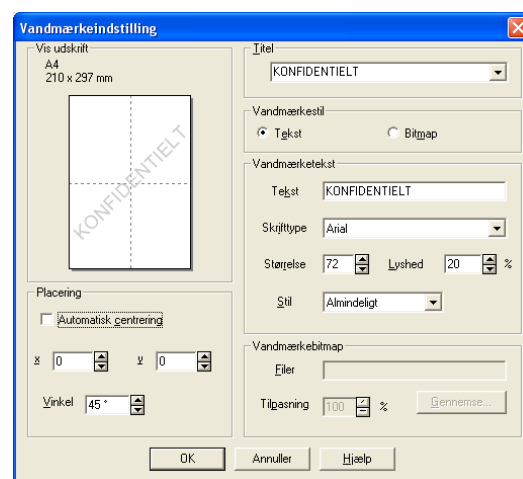 Vandmærkeindstilling
Vis udskrift
A4
210 x 297 mm
KONFIDENTIELT
Placering
Automatisk centrering
x 0 y 0
Vinkel 45 °
Titel
KONFIDENTIELT
Vandmærkestil
Tekst Bitmap
Vandmærketekst
Tekst KONFIDENTIELT
Skrifttype Arial
Størrelse 72 Lyshed 20 %
Stil Almindeligt
Vandmærkebitmap
Filer
Tilpasning 100 % Gennemse...
OK Annuller Hjælp